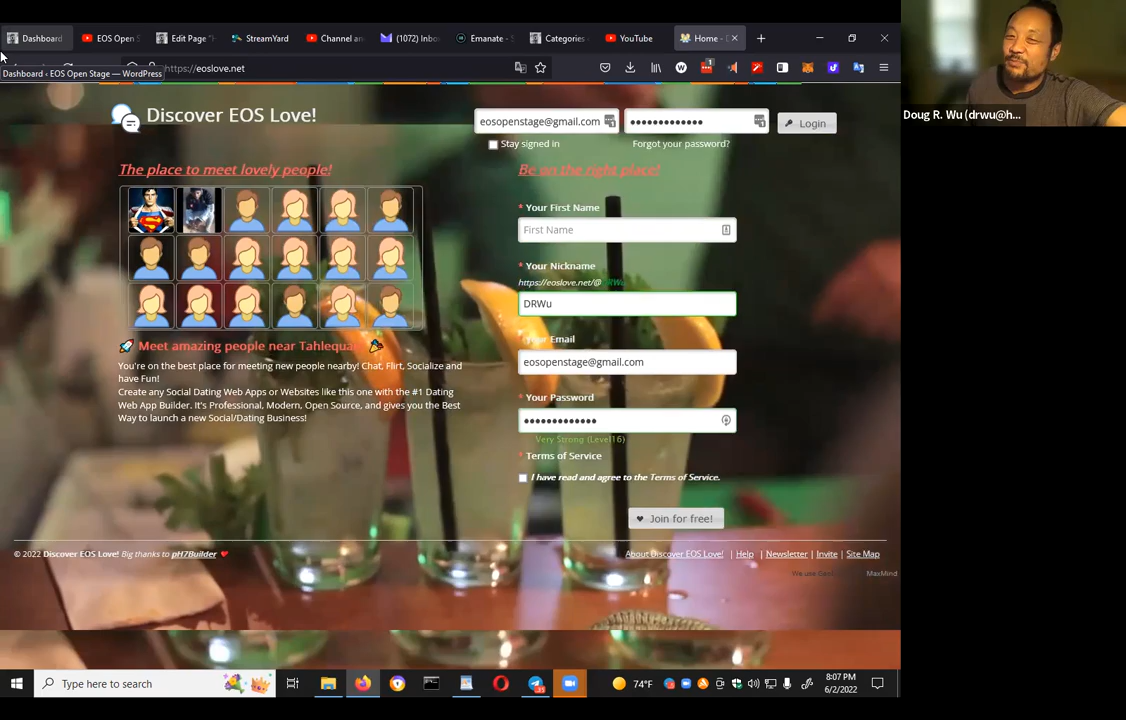 Dashboard
EOS Open S
Edit Page "H
StreamYard
Channel an
(1072) Inbo
Emanate - S
Categories
YouTube
Home - D
https://eoslove.net
1
Dashboard ‹ EOS Open Stage — WordPress
Doug R. Wu (drwu@h...
Discover EOS Love!
eosopenstage@gmail.com
•••••••••••••
Login
Stay signed in
Forgot your password?
The place to meet lovely people!
Be on the right place!
* Your First Name
First Name
* Your Nickname
https://eoslove.net/@DRWu
DRWu
Your Email
eosopenstage@gmail.com
* Your Password
•••••••••••••
Very Strong (Level16)
* Terms of Service
I have read and agree to the Terms of Service.
Join for free!
🚀 Meet amazing people near Tahlequa 🎉
You're on the best place for meeting new people nearby! Chat, Flirt, Socialize and
have Fun!
Create any Social Dating Web Apps or Websites like this one with the #1 Dating
Web App Builder. It's Professional, Modern, Open Source, and gives you the Best
Way to launch a new Social/Dating Business!
© 2022 Discover EOS Love! Big thanks to pH7Builder ❤
About Discover EOS Love! | Help | Newsletter | Invite | Site Map
We use MaxMind
Type here to search
74°F
8:07 PM
6/2/2022